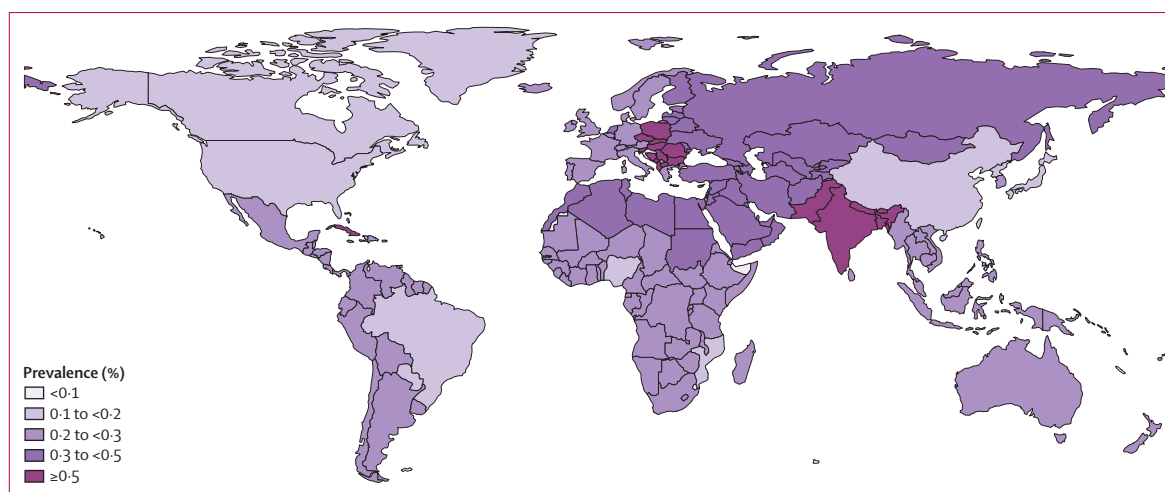 Prevalence (%)
<0·1
0·1 to <0·2
0·2 to <0·3
0·3 to <0·5
≥0·5